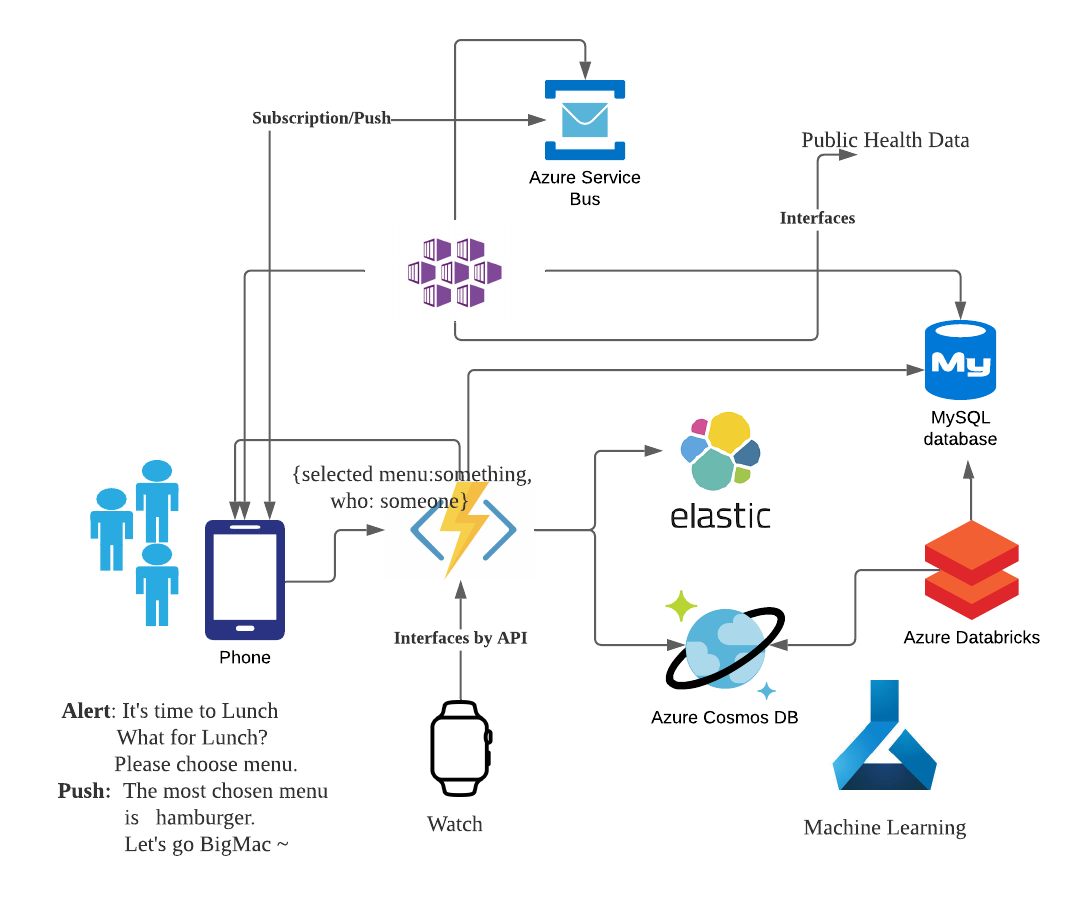 Subscription/Push
Azure Service
Bus
Public Health Data
Interfaces
My
MySQL
database
{selected menu:something,
who: someone}
elastic
Phone
Interfaces by API
Azure Databricks
Azure Cosmos DB
Alert: It's time to Lunch
What for Lunch?
Please choose menu.
Push: The most chosen menu
is hamburger.
Let's go BigMac ~
Watch
Machine Learning